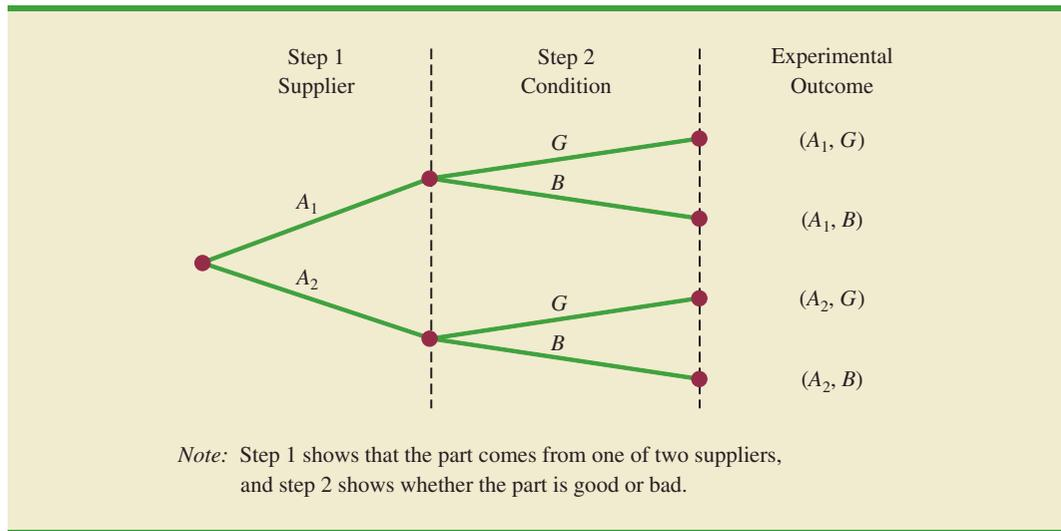 Step 1 Step 2 Experimental
Supplier Condition Outcome
G (A₁, G)
B
A₁
(A₁, B)
A₂
G (A₂, G)
B
(A₂, B)
Note: Step 1 shows that the part comes from one of two suppliers,
and step 2 shows whether the part is good or bad.